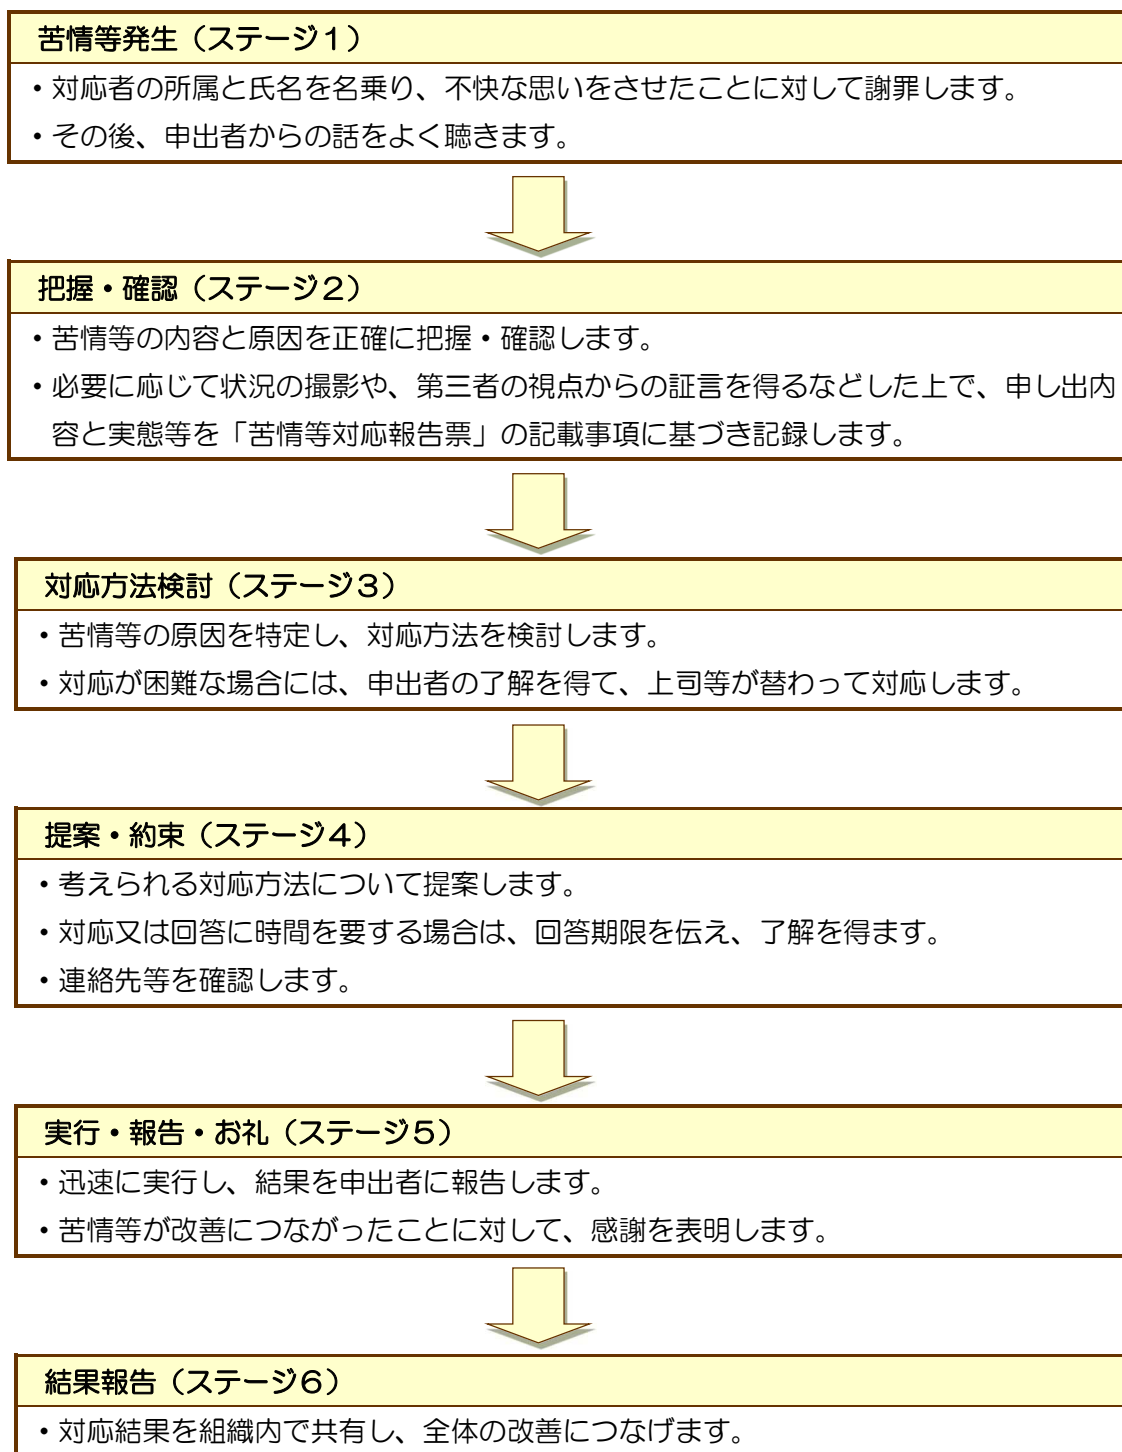 苦情等発生（ステージ１）
・対応者の所属と氏名を名乗り、不快な思いをさせたことに対して謝罪します。
・その後、申出者からの話をよく聴きます。
把握・確認（ステージ２）
・苦情等の内容と原因を正確に把握・確認します。
・必要に応じて状況の撮影や、第三者の視点からの証言を得るなどした上で、申し出内
容と実態等を「苦情等対応報告票」の記載事項に基づき記録します。
対応方法検討（ステージ３）
・苦情等の原因を特定し、対応方法を検討します。
・対応が困難な場合には、申出者の了解を得て、上司等が替わって対応します。
提案・約束（ステージ４）
・考えられる対応方法について提案します。
・対応又は回答に時間を要する場合は、回答期限を伝え、了解を得ます。
・連絡先等を確認します。
実行・報告・お礼（ステージ５）
・迅速に実行し、結果を申出者に報告します。
・苦情等が改善につながったことに対して、感謝を表明します。
結果報告（ステージ６）
・対応結果を組織内で共有し、全体の改善につなげます。